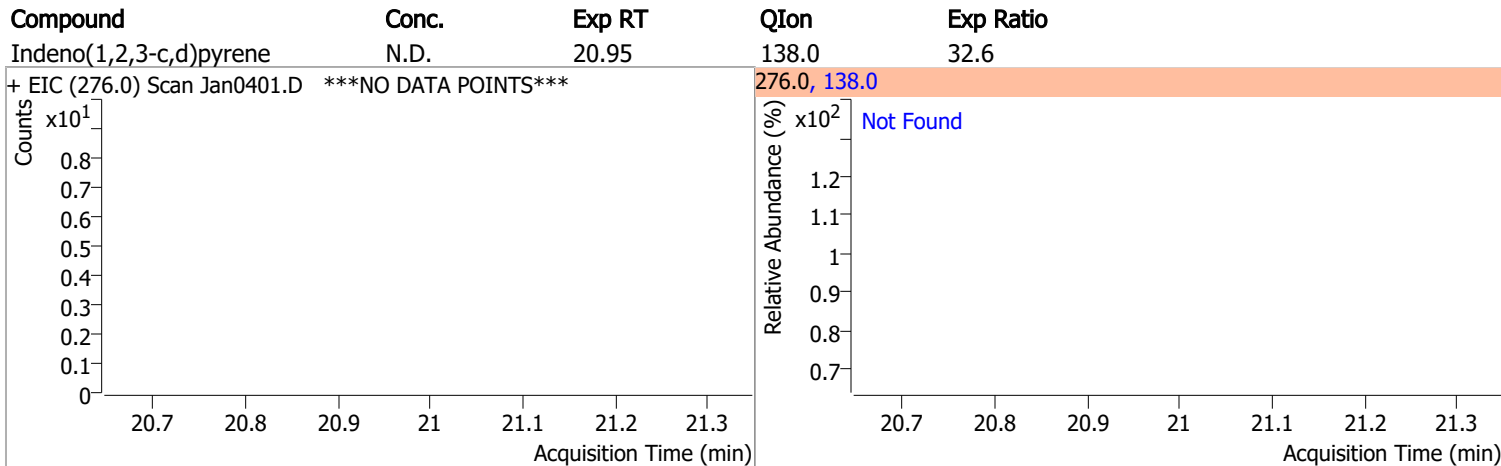 Compound Conc. Exp RT QIon Exp Ratio
Indeno(1,2,3-c,d)pyrene N.D. 20.95 138.0 32.6
+ EIC (276.0) Scan Jan0401.D ***NO DATA POINTS***
Counts
x10¹
0.8
0.7
0.6
0.5
0.4
0.3
0.2
0.1
0
20.7 20.8 20.9 21 21.1 21.2 21.3
Acquisition Time (min)
276.0, 138.0
Relative Abundance (%)
x10²
Not Found
1.2
1.1
1
0.9
0.8
0.7
20.7 20.8 20.9 21 21.1 21.2 21.3
Acquisition Time (min)